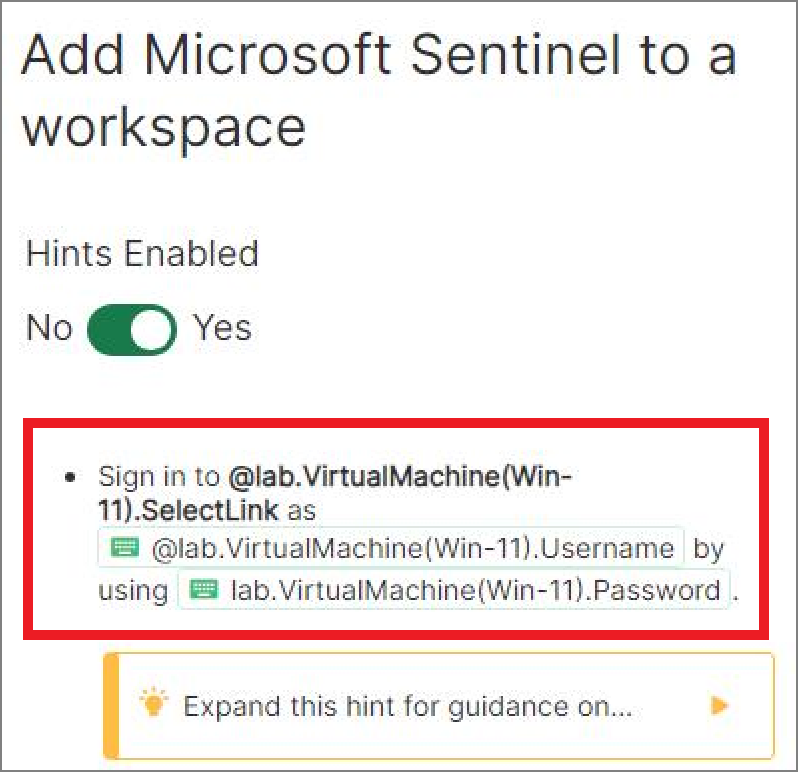 Add Microsoft Sentinel to a
workspace
Hints Enabled
No Yes
• Sign in to @lab.VirtualMachine(Win-
11).SelectLink as
@lab.VirtualMachine(Win-11).Username by
using lab.VirtualMachine(Win-11).Password .
Expand this hint for guidance on...